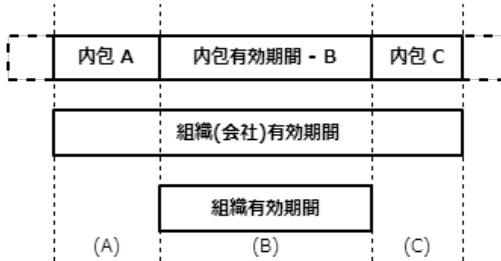 内包 A
内包有効期間 - B
内包 C
組織(会社)有効期間
組織有効期間
(A)
(B)
(C)